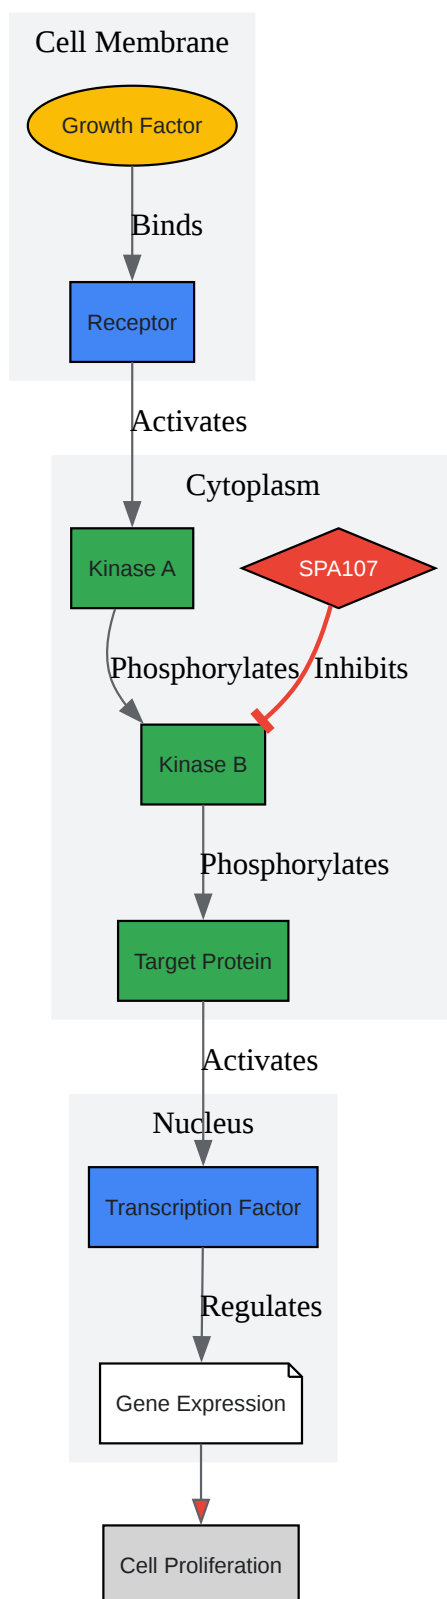 Cell Membrane
Growth Factor
Binds
Receptor
Activates
Cytoplasm
Kinase A
SPA107
Phosphorylates
Inhibits
Kinase B
Phosphorylates
Target Protein
Activates
Nucleus
Transcription Factor
Regulates
Gene Expression
Cell Proliferation